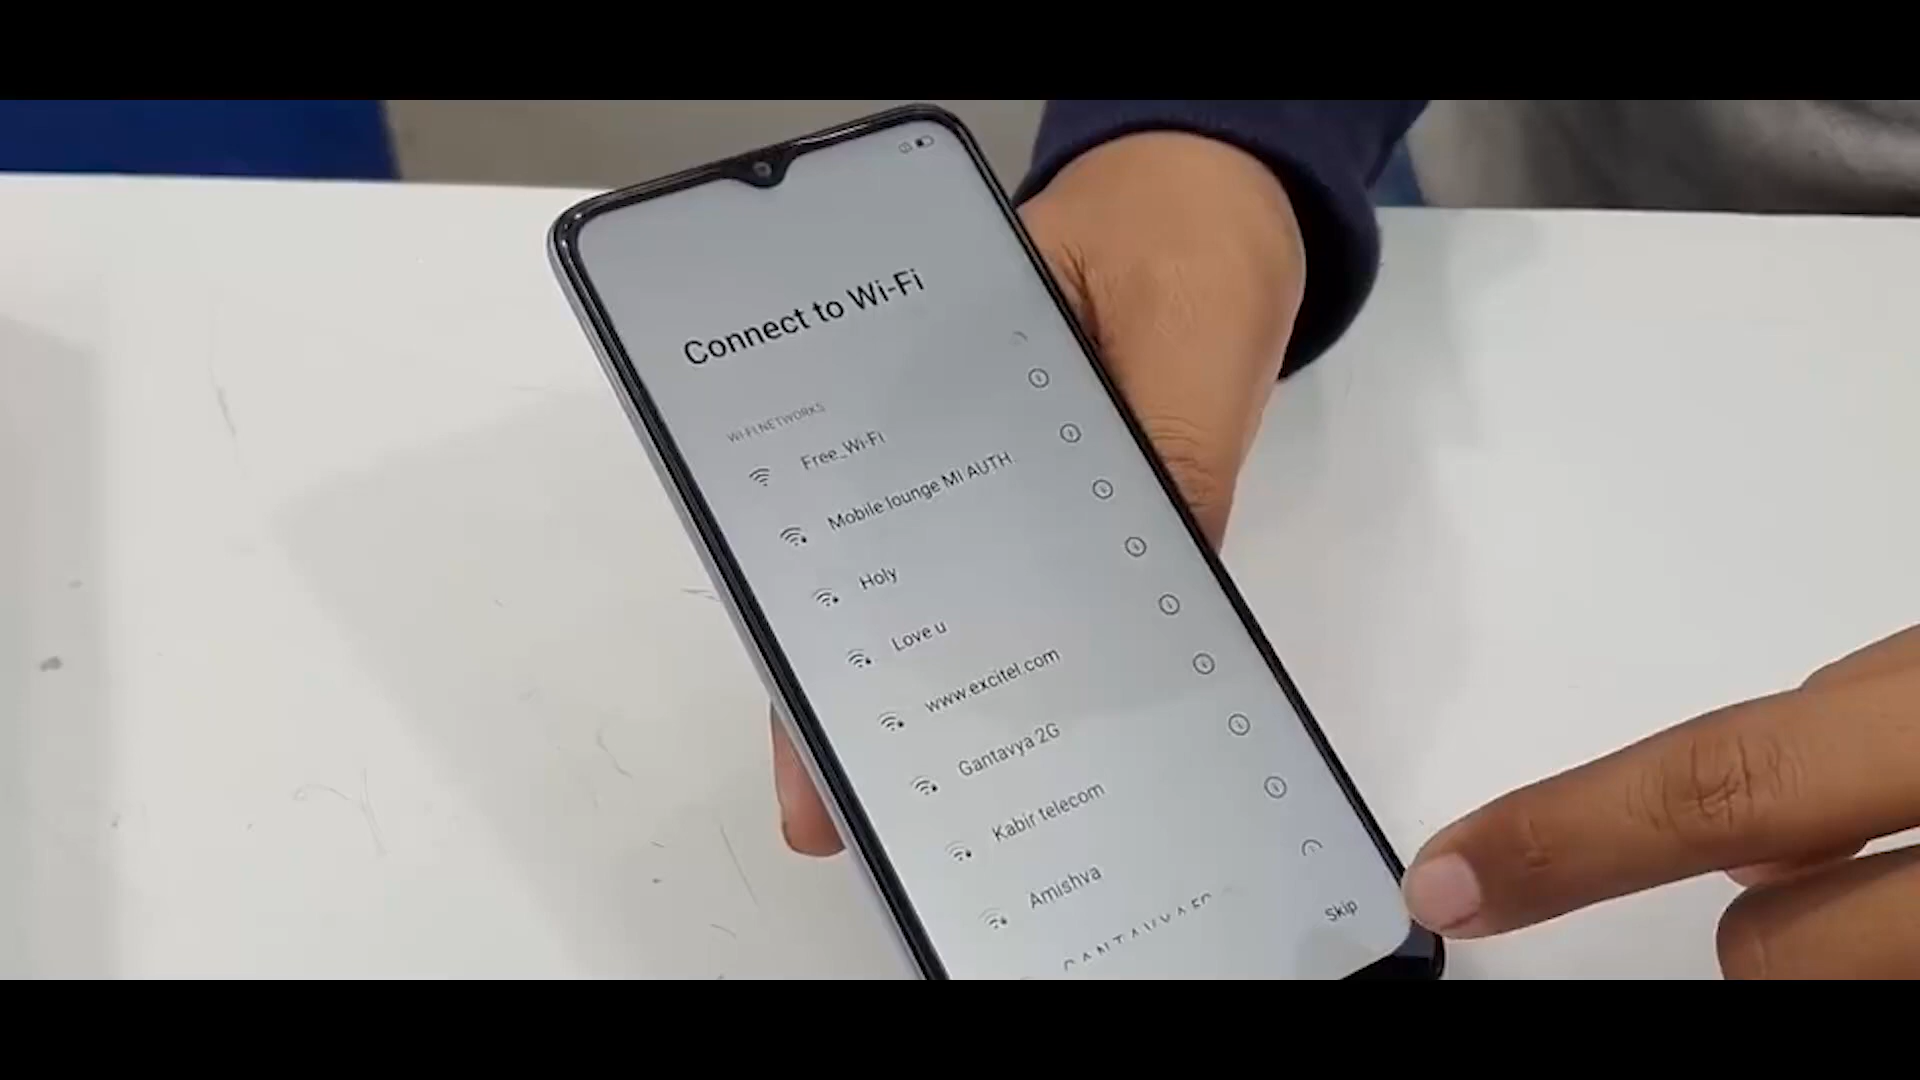 Connect to Wi-Fi
WI-FI NETWORKS
Free_Wi-Fi
Mobile lounge MI AUTH
Holy
Love u
www.excitel.com
Gantavya 2G
Kabir telecom
Amishva
Skip